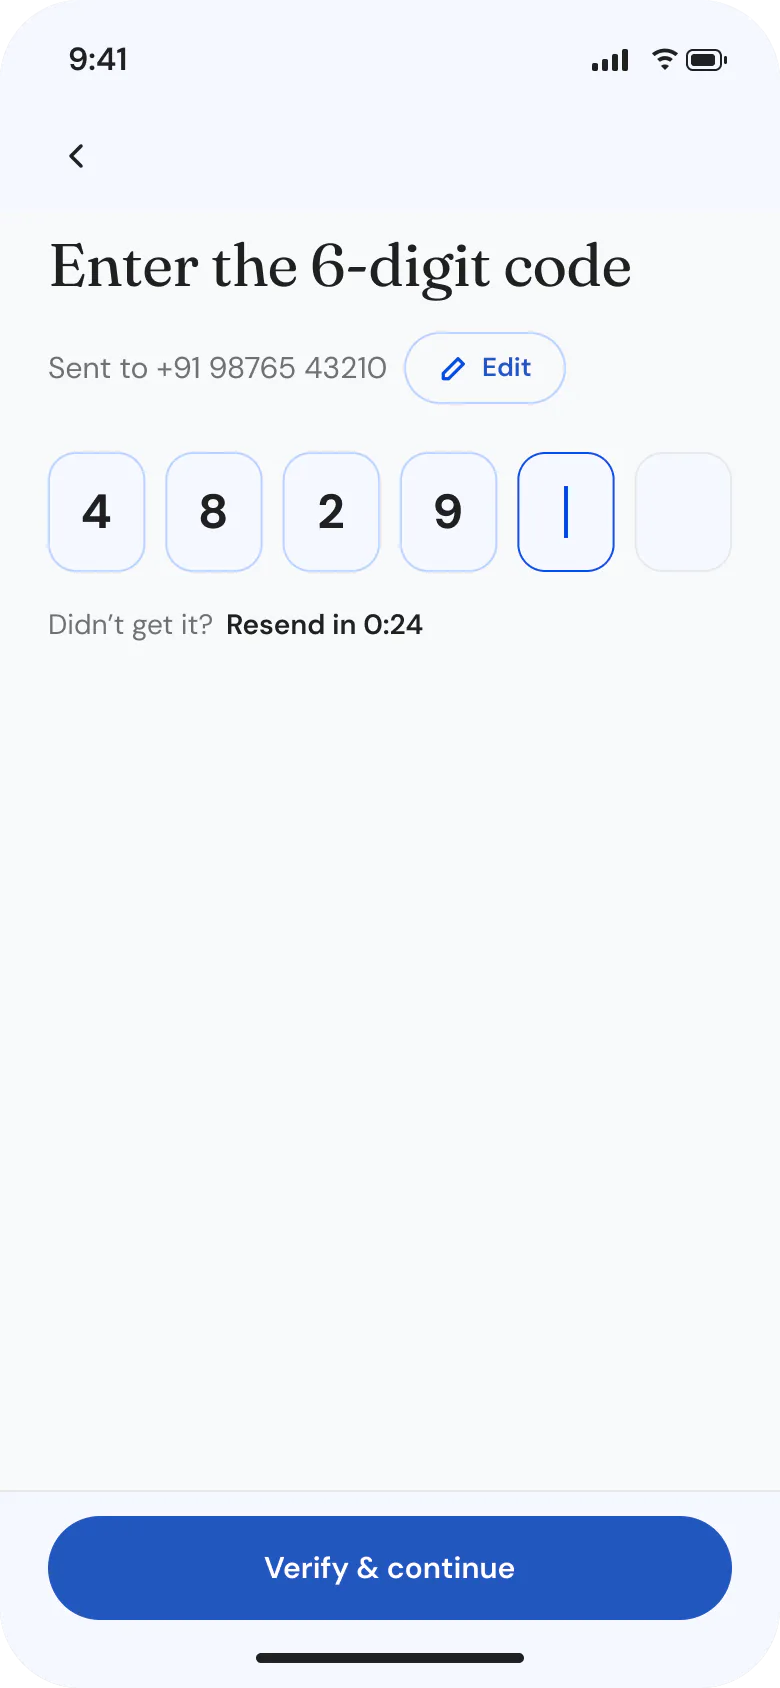 9:41
Enter the 6-digit code
Sent to +91 98765 43210 Edit
4 8 2 9
Didn’t get it? Resend in 0:24
Verify & continue